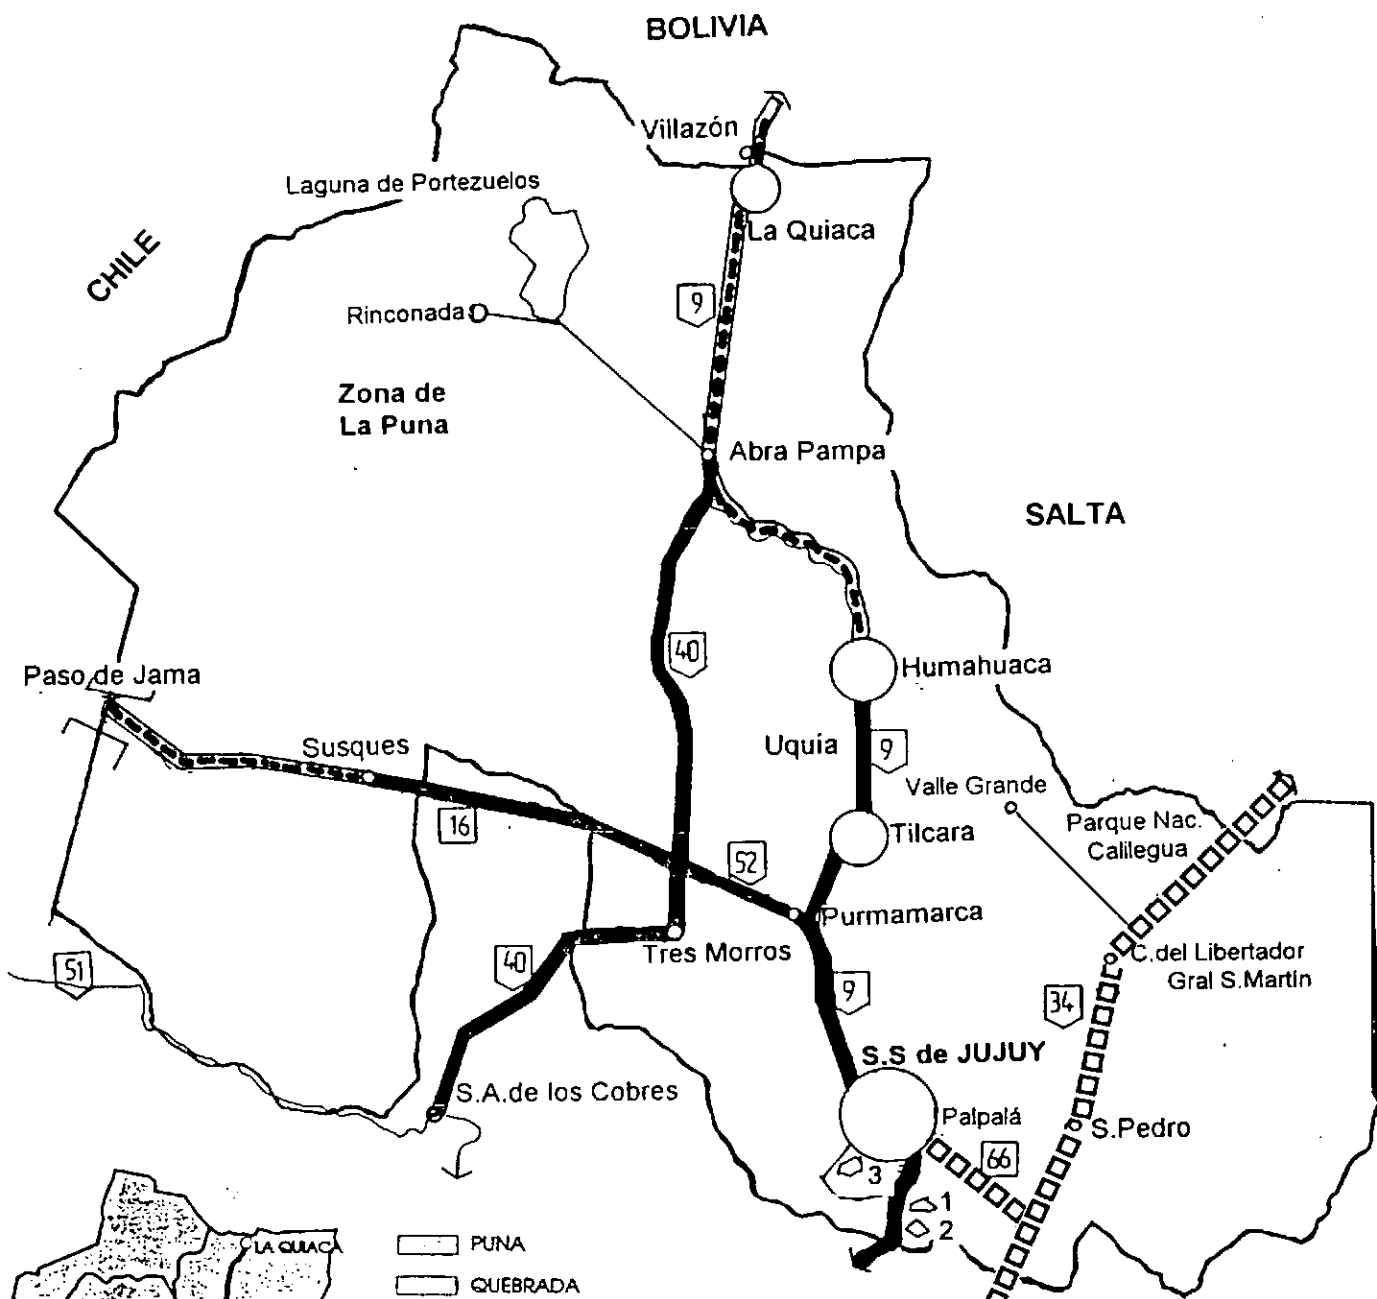 BOLIVIA
Villazón
Laguna de Portezuelos
La Quiaca
CHILE
9
Rinconada
Zona de
La Puna
Abra Pampa
SALTA
40
Humahuaca
Paso de Jama
Susques
Uquía
9
Valle Grande
16
Parque Nac.
Calilegua
Tilcara
52
Purmamarca
Tres Morros
C.del Libertador
Gral S.Martín
51
40
9
34
S.S de JUJUY
S.A.de los Cobres
Palpalá
S.Pedro
66
3
1
2
LA QUIACA
PUNA
QUEBRADA